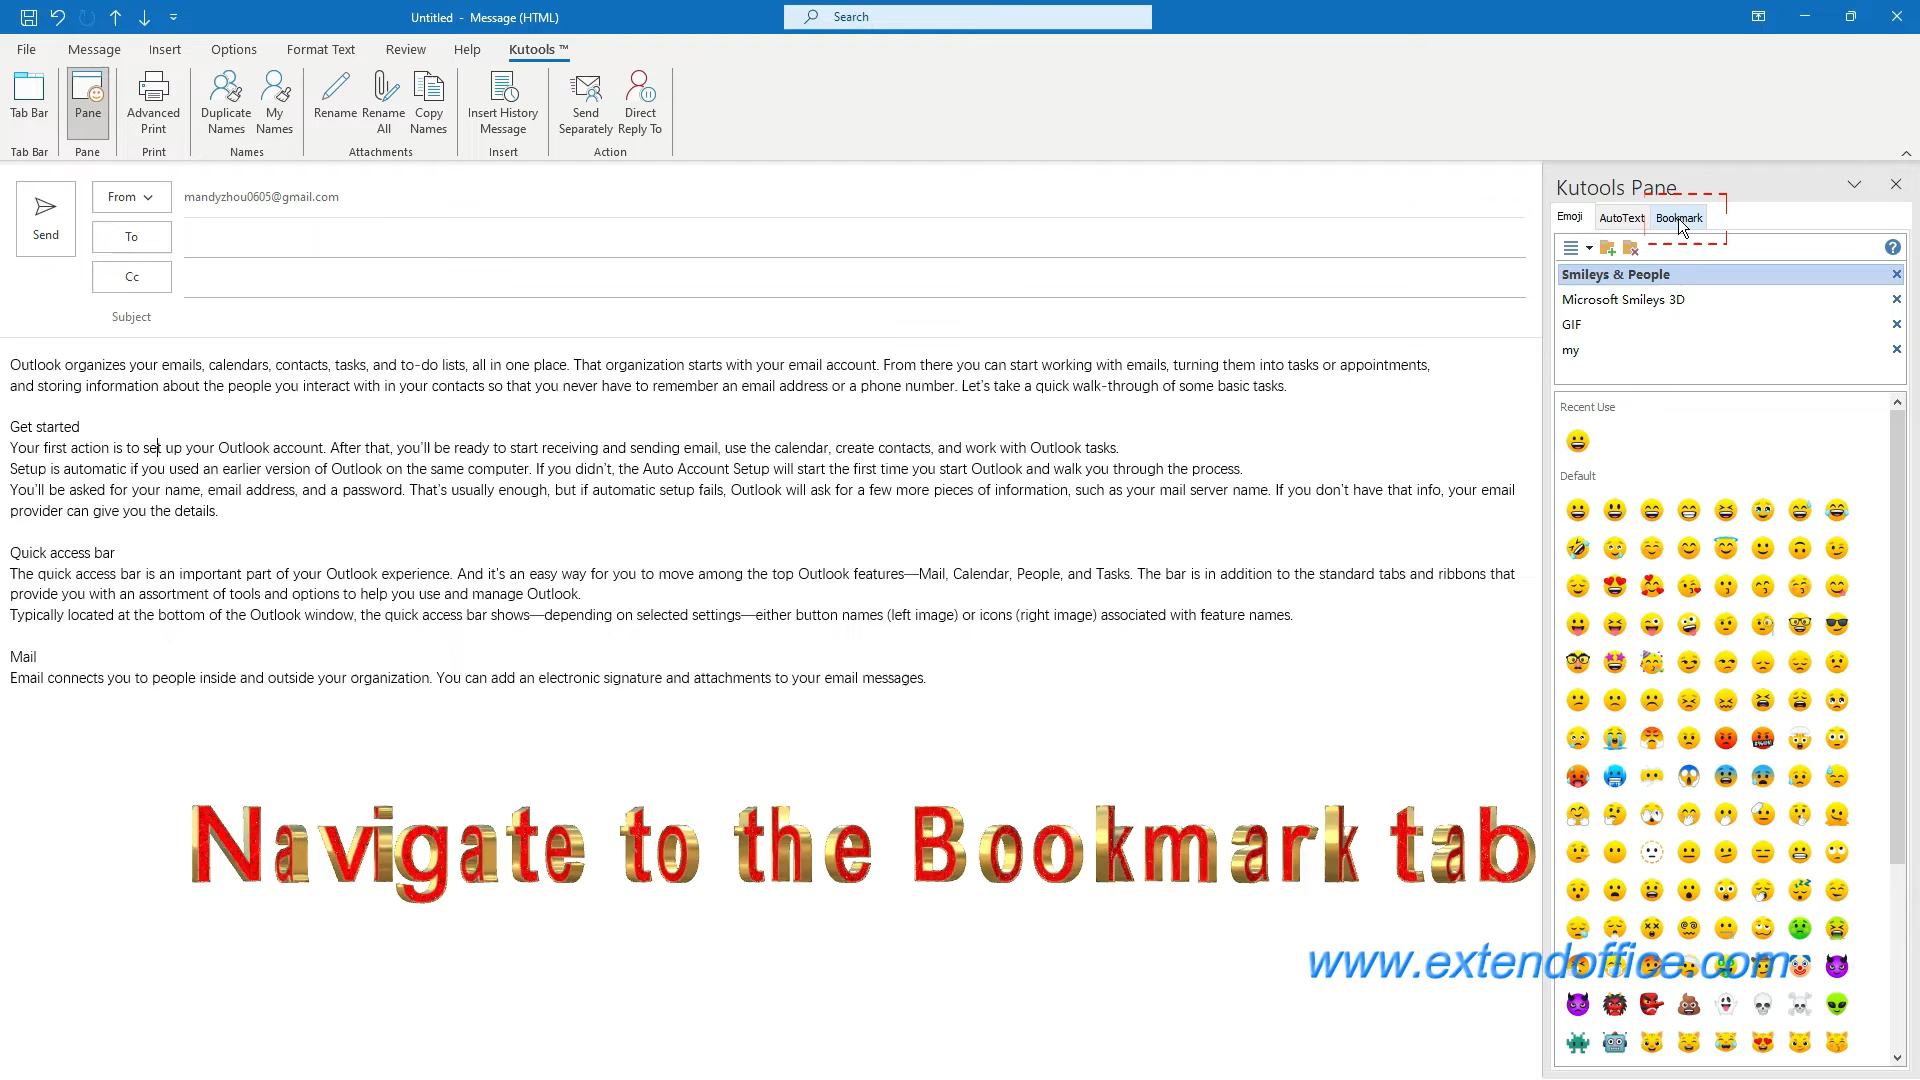 Untitled - Message (HTML)
Search
File Message Insert Options Format Text Review Help Kutools ™
Tab Bar
Pane
Advanced Print
Duplicate Names
My Names
Rename
Rename All
Copy Names
Insert History Message
Send Separately
Direct Reply To
Tab Bar Pane Print Names Attachments Insert Action
Send
From
mandyzhou0605@gmail.com
To
Cc
Subject
Outlook organizes your emails, calendars, contacts, tasks, and to-do lists, all in one place. That organization starts with your email account. From there you can start working with emails, turning them into tasks or appointments,
and storing information about the people you interact with in your contacts so that you never have to remember an email address or a phone number. Let's take a quick walk-through of some basic tasks.
Get started
Your first action is to set up your Outlook account. After that, you'll be ready to start receiving and sending email, use the calendar, create contacts, and work with Outlook tasks.
Setup is automatic if you used an earlier version of Outlook on the same computer. If you didn't, the Auto Account Setup will start the first time you start Outlook and walk you through the process.
You'll be asked for your name, email address, and a password. That's usually enough, but if automatic setup fails, Outlook will ask for a few more pieces of information, such as your mail server name. If you don't have that info, your email
provider can give you the details.
Quick access bar
The quick access bar is an important part of your Outlook experience. And it's an easy way for you to move among the top Outlook features—Mail, Calendar, People, and Tasks. The bar is in addition to the standard tabs and ribbons that
provide you with an assortment of tools and options to help you use and manage Outlook.
Typically located at the bottom of the Outlook window, the quick access bar shows—depending on selected settings—either button names (left image) or icons (right image) associated with feature names.
Mail
Email connects you to people inside and outside your organization. You can add an electronic signature and attachments to your email messages.
Navigate to the Bookmark tab
www.extendoffice.com
Kutools Pane
Emoji AutoText Bookmark
Smileys & People
Microsoft Smileys 3D
GIF
my
Recent Use
Default